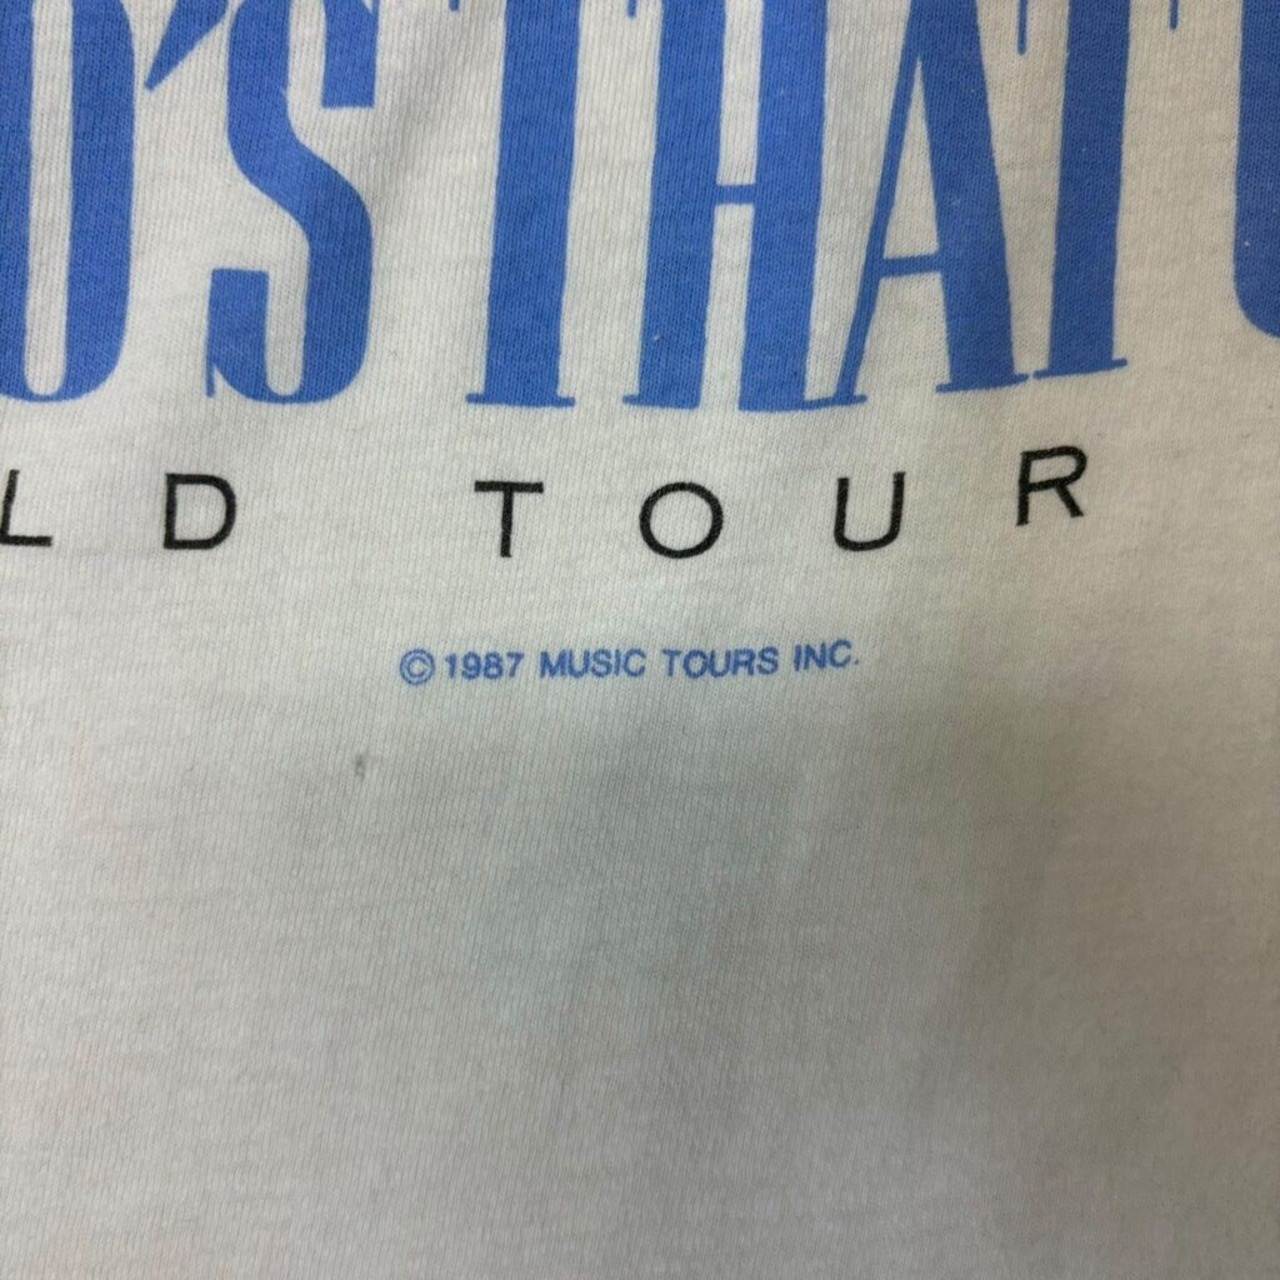 O'S THAT G
LD TOUR
© 1987 MUSIC TOURS INC.